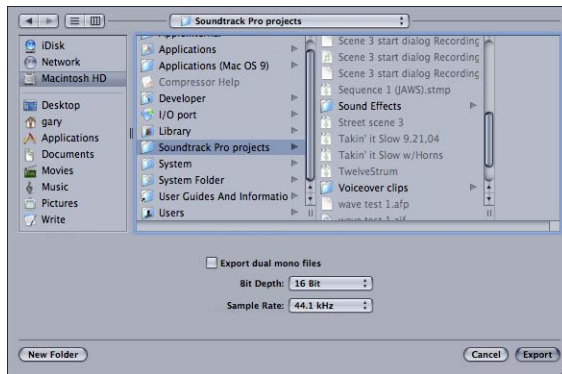 Soundtrack Pro projects
iDisk
Network
Macintosh HD
Desktop
gary
Applications
Documents
Movies
Music
Pictures
Write
Applications
Applications (Mac OS 9)
Compressor Help
Developer
I/O port
Library
Soundtrack Pro projects
System
System Folder
User Guides And Informatio
Users
Scene 3 start dialog Recording
Scene 3 start dialog Recording
Scene 3 start dialog Recording
Sequence 1 (JAWS).stmp
Sound Effects
Street scene 3
Takin' it Slow 9.21,04
Takin' it Slow w/Horns
TwelveStrum
Voiceover clips
wave test 1.afp
wave test 1.aif
Export dual mono files
Bit Depth: 16 Bit
Sample Rate: 44.1 kHz
New Folder
Cancel
Export